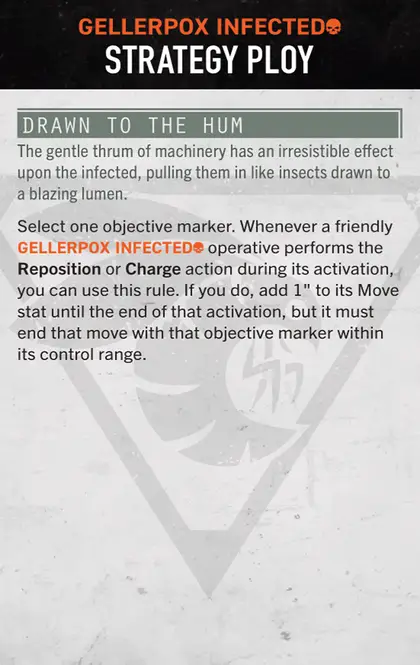 GELLERPOX INFECTED
STRATEGY PLOY
DRAWN TO THE HUM
The gentle thrum of machinery has an irresistible effect
upon the infected, pulling them in like insects drawn to
a blazing lumen.
Select one objective marker. Whenever a friendly
GELLERPOX INFECTED operative performs the
Reposition or Charge action during its activation,
you can use this rule. If you do, add 1" to its Move
stat until the end of that activation, but it must
end that move with that objective marker within
its control range.